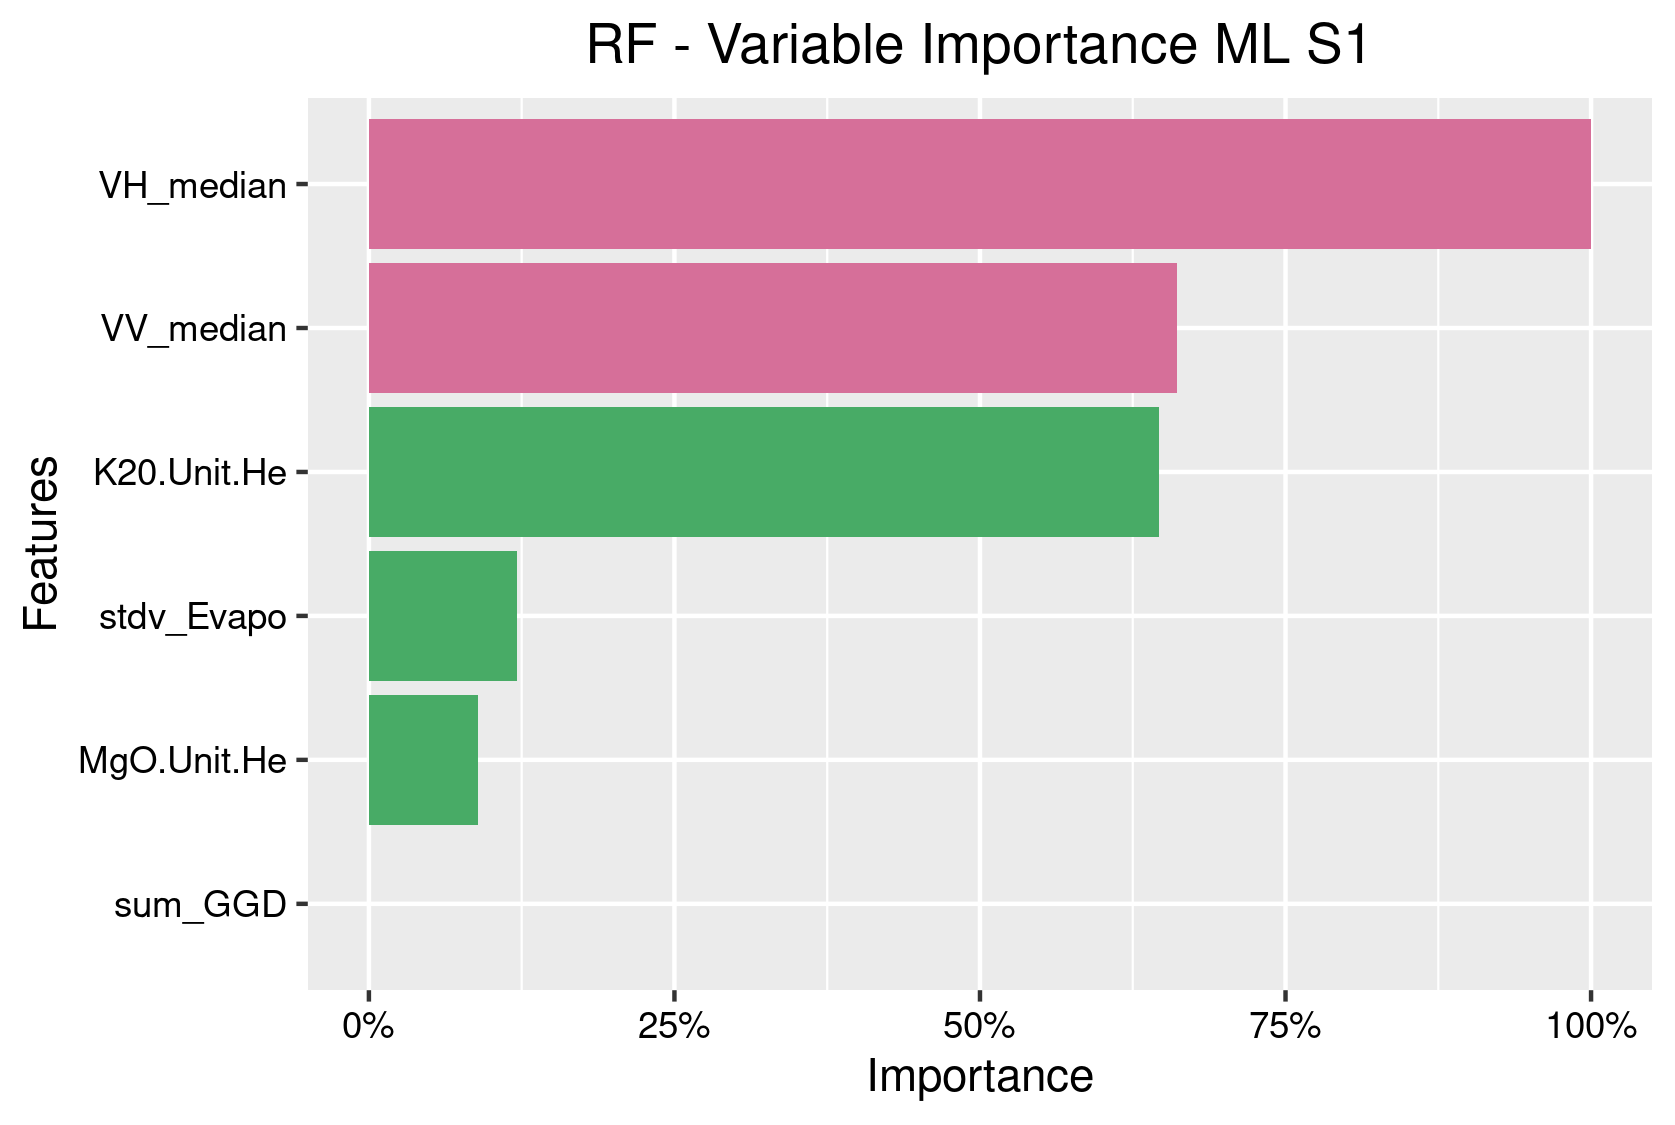 RF - Variable Importance ML S1
VH_median
VV_median
K20.Unit.He
stdv_Evapo
MgO.Unit.He
sum_GGD
Features
0% 25% 50% 75% 100%
Importance